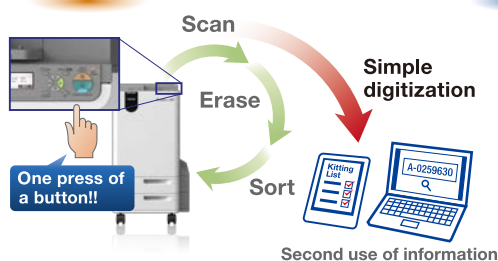 Scan
Simple
digitization
Erase
One press of
a button!!
Sort
Kitting
List
A-0259630
Second use of information